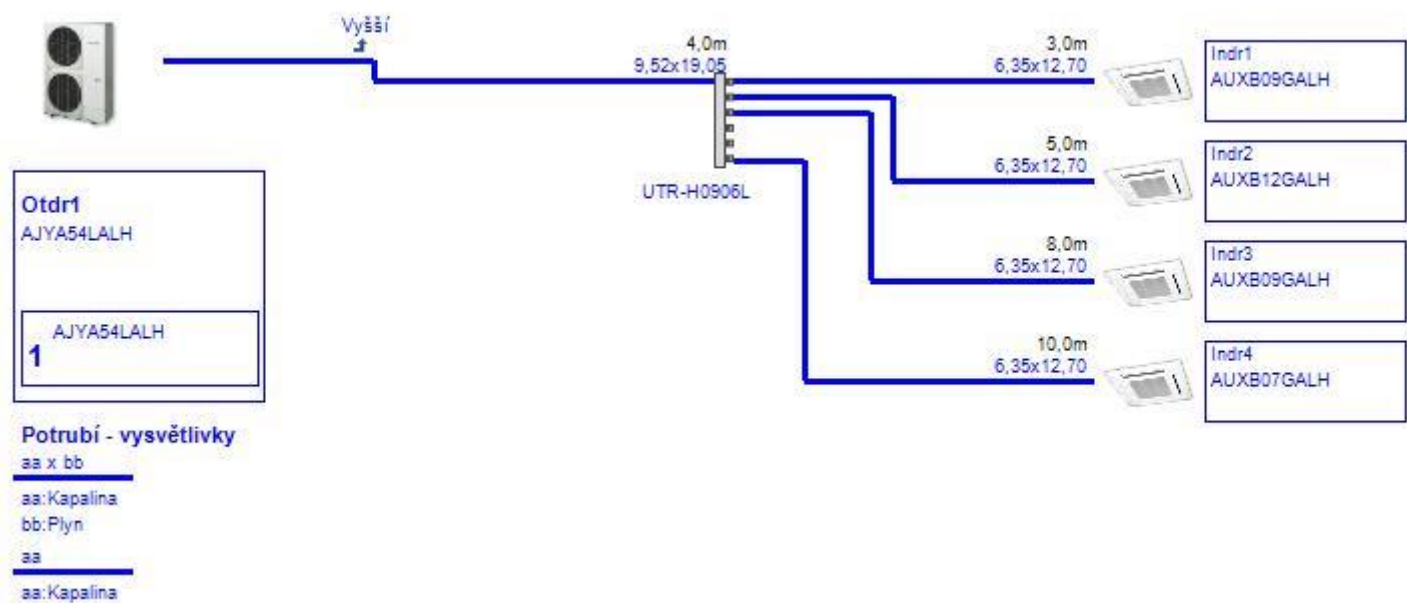 Vyšší
4,0m
9,52x19,05
UTR-H0906L
3,0m
6,35x12,70
Indr1
AUXB09GALH
5,0m
6,35x12,70
Indr2
AUXB12GALH
8,0m
6,35x12,70
Indr3
AUXB09GALH
10,0m
6,35x12,70
Indr4
AUXB07GALH
Otdr1
AJYA54LALH
AJYA54LALH
1
Potrubí - vysvětlivky
aa x bb
aa:Kapalina
bb:Plyn
aa
aa:Kapalina